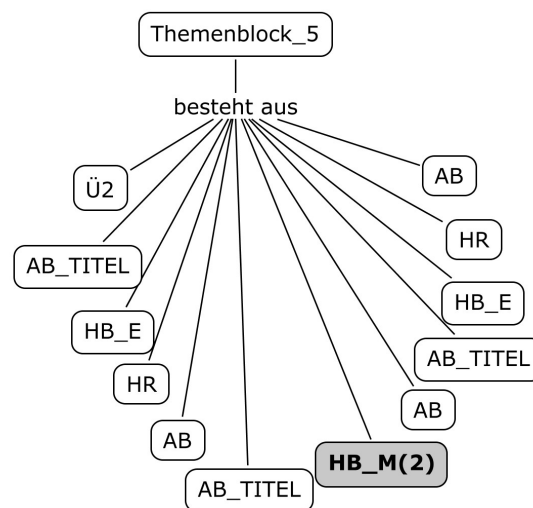 Themenblock_5
besteht aus
Ü2
AB_TITEL
HB_E
HR
AB
AB_TITEL
HB_M(2)
AB
AB_TITEL
HB_E
HR
AB